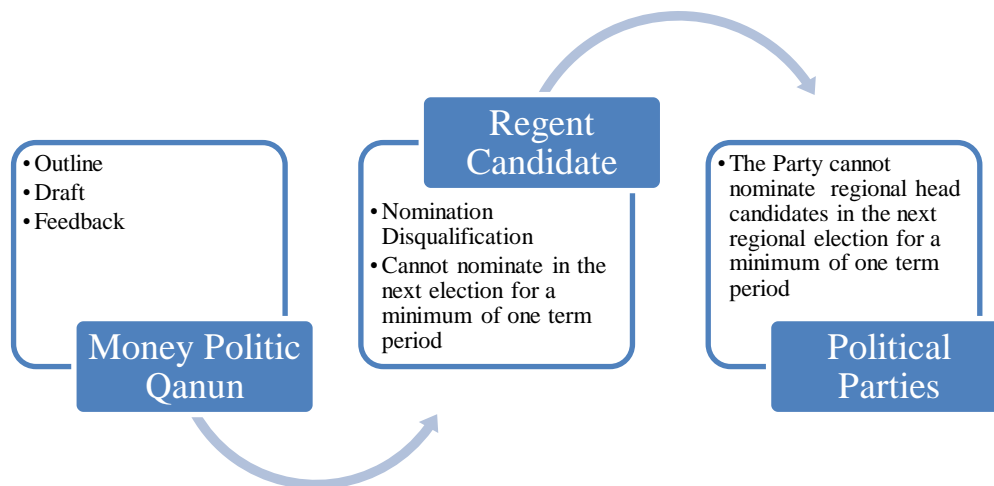 • Outline
• Draft
• Feedback
Money Politic
Qanun
Regent
Candidate
• Nomination
Disqualification
• Cannot nominate in the
next election for a
minimum of one term
period
• The Party cannot
nominate regional head
candidates in the next
regional election for a
minimum of one term
period
Political
Parties